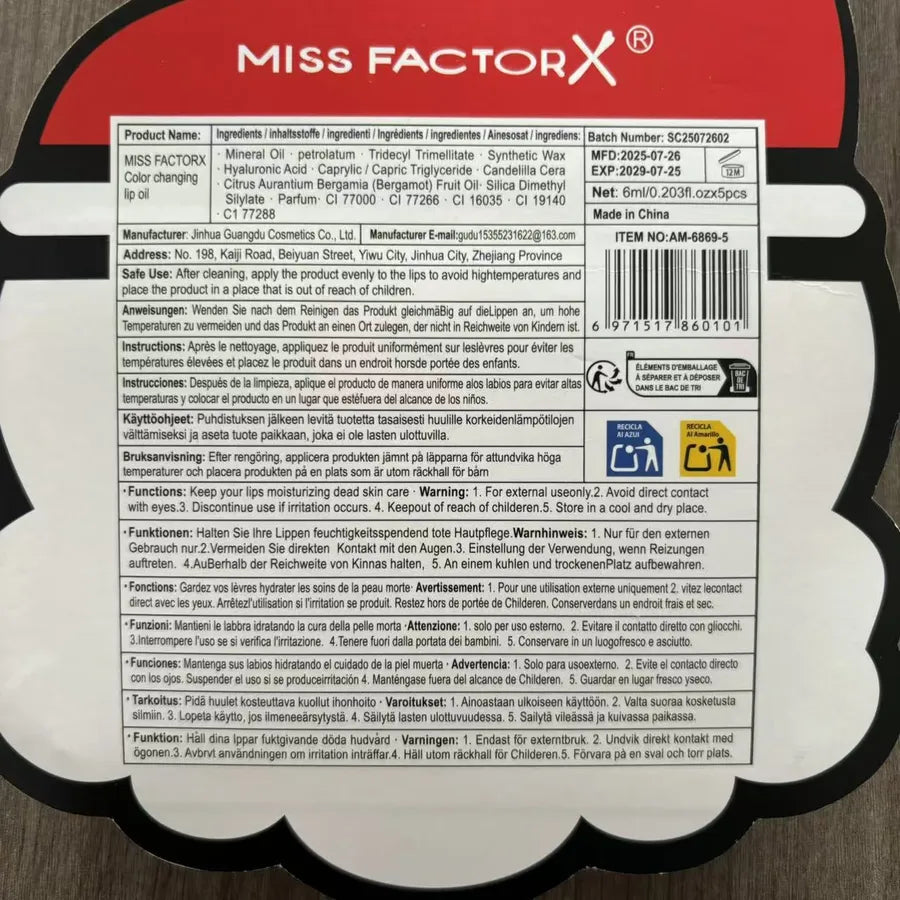 MISS FACTORX®
Product Name:
MISS FACTORX
Color changing
lip oil
Ingredients / inhaltsstoffe / ingredienti / Ingrédients / ingredientes / Ainesosat / ingrediens:
· Mineral Oil · petrolatum · Tridecyl Trimellitate · Synthetic Wax
· Hyaluronic Acid · Caprylic / Capric Triglyceride · Candelilla Cera
· Citrus Aurantium Bergamia (Bergamot) Fruit Oil· Silica Dimethyl
Silylate · Parfum· CI 77000 · CI 77266 · CI 16035 · CI 19140
· C1 77288
Batch Number: SC25072602
MFD:2025-07-26
EXP:2029-07-25
12M
Net: 6ml/0.203fl.ozx5pcs
Made in China
Manufacturer: Jinhua Guangdu Cosmetics Co., Ltd.
Manufacturer E-mail:gudu15355231622@163.com
Address: No. 198, Kaiji Road, Beiyuan Street, Yiwu City, Jinhua City, Zhejiang Province
Safe Use: After cleaning, apply the product evenly to the lips to avoid hightemperatures and
place the product in a place that is out of reach of children.
Anweisungen: Wenden Sie nach dem Reinigen das Produkt gleichmäBig auf dieLippen an, um hohe
Temperaturen zu vermeiden und das Produkt an einen Ort zulegen, der nicht in Reichweite von Kindern ist.
Instructions: Après le nettoyage, appliquez le produit uniformément sur leslèvres pour éviter les
températures élevées et placez le produit dans un endroit horsde portée des enfants.
Instrucciones: Después de la limpieza, aplique el producto de manera uniforme alos labios para evitar altas
temperaturas y colocar el producto en un lugar que estéfuera del alcance de los niños.
Käyttöohjeet: Puhdistuksen jälkeen levitä tuotetta tasaisesti huulille korkeidenlämpötilojen
välttämiseksi ja aseta tuote paikkaan, joka ei ole lasten ulottuvilla.
Bruksanvisning: Efter rengöring, applicera produkten jämnt på läpparna för attundvika höga
temperaturer och placera produkten på en plats som är utom räckhall för bårn
ITEM NO:AM-6869-5
6 971517 860101
FR
ÉLÉMENTS D'EMBALLAGE
À SÉPARER ET À DÉPOSER
DANS LE BAC DE TRI
BAC
DE
TRI
RECICLA
Al AZUl
RECICLA
Al Amarillo
·Functions: Keep your lips moisturizing dead skin care · Warning: 1. For external useonly.2. Avoid direct contact
with eyes.3. Discontinue use if irritation occurs. 4. Keepout of reach of childeren.5. Store in a cool and dry place.
·Funktionen: Halten Sie Ihre Lippen feuchtigkeitsspendend tote Hautpflege.Warnhinweis: 1. Nur für den externen
Gebrauch nur.2.Vermeiden Sie direkten Kontakt mit den Augen.3. Einstellung der Verwendung, wenn Reizungen
auftreten. 4.AuBerhalb der Reichweite von Kinnas halten, 5. An einem kuhlen und trockenenPlatz aufbewahren.
·Fonctions: Gardez vos lèvres hydrater les soins de la peau morte· Avertissement: 1. Pour une utilisation externe uniquement 2. vitez lecontact
direct avec les yeux. Arrêtezl'utilisation si l'irritation se produit. Restez hors de portée de Childeren. Conserverdans un endroit frais et sec.
·Funzioni: Mantieni le labbra idratando la cura della pelle morta ·Attenzione: 1. solo per uso esterno. 2. Evitare il contatto diretto con gliocchi.
3.Interrompere l'uso se si verifica l'irritazione. 4.Tenere fuori dalla portata dei bambini. 5. Conservare in un luogofresco e asciutto.
·Funciones: Mantenga sus labios hidratando el cuidado de la piel muerta · Advertencia: 1. Solo para usoexterno. 2. Evite el contacto directo
con los ojos. Suspender el uso si se produceirritación 4. Manténgase fuera del alcance de Childeren. 5. Guardar en lugar fresco yseco.
·Tarkoitus: Pidä huulet kosteuttava kuollut ihonhoito · Varoitukset: 1. Ainoastaan ulkoiseen käyttöön. 2. Valta suoraa kosketusta
silmiin. 3. Lopeta käytto, jos ilmeneeärsytystä. 4. Säilytä lasten ulottuvuudessa. 5. Sailytä vileässä ja kuivassa paikassa.
·Funktion: Häll dina lppar fuktgivande döda hudvård · Varningen: 1. Endast för externtbruk. 2. Undvik direkt kontakt med
ögonen.3. Avbrvt användningen om irritation inträffar.4. Häll utom räckhall för Childeren.5. Förvara på en sval och torr plats.